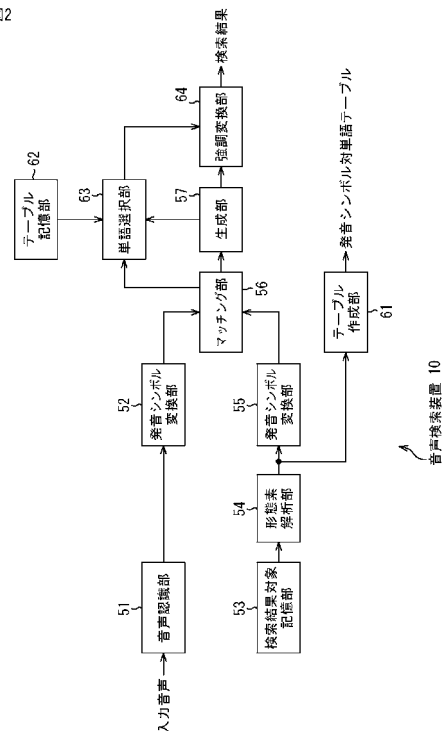 図2
入力音声
51
音声認識部
52
発音シンボル
変換部
53
検索結果対象
記憶部
54
形態素
解析部
55
発音シンボル
変換部
マッチング部
56
生成部
57
62
テーブル
記憶部
63
単語選択部
64
強調変換部
検索結果
テーブル
作成部
61
発音シンボル対単語テーブル
音声検索装置 10